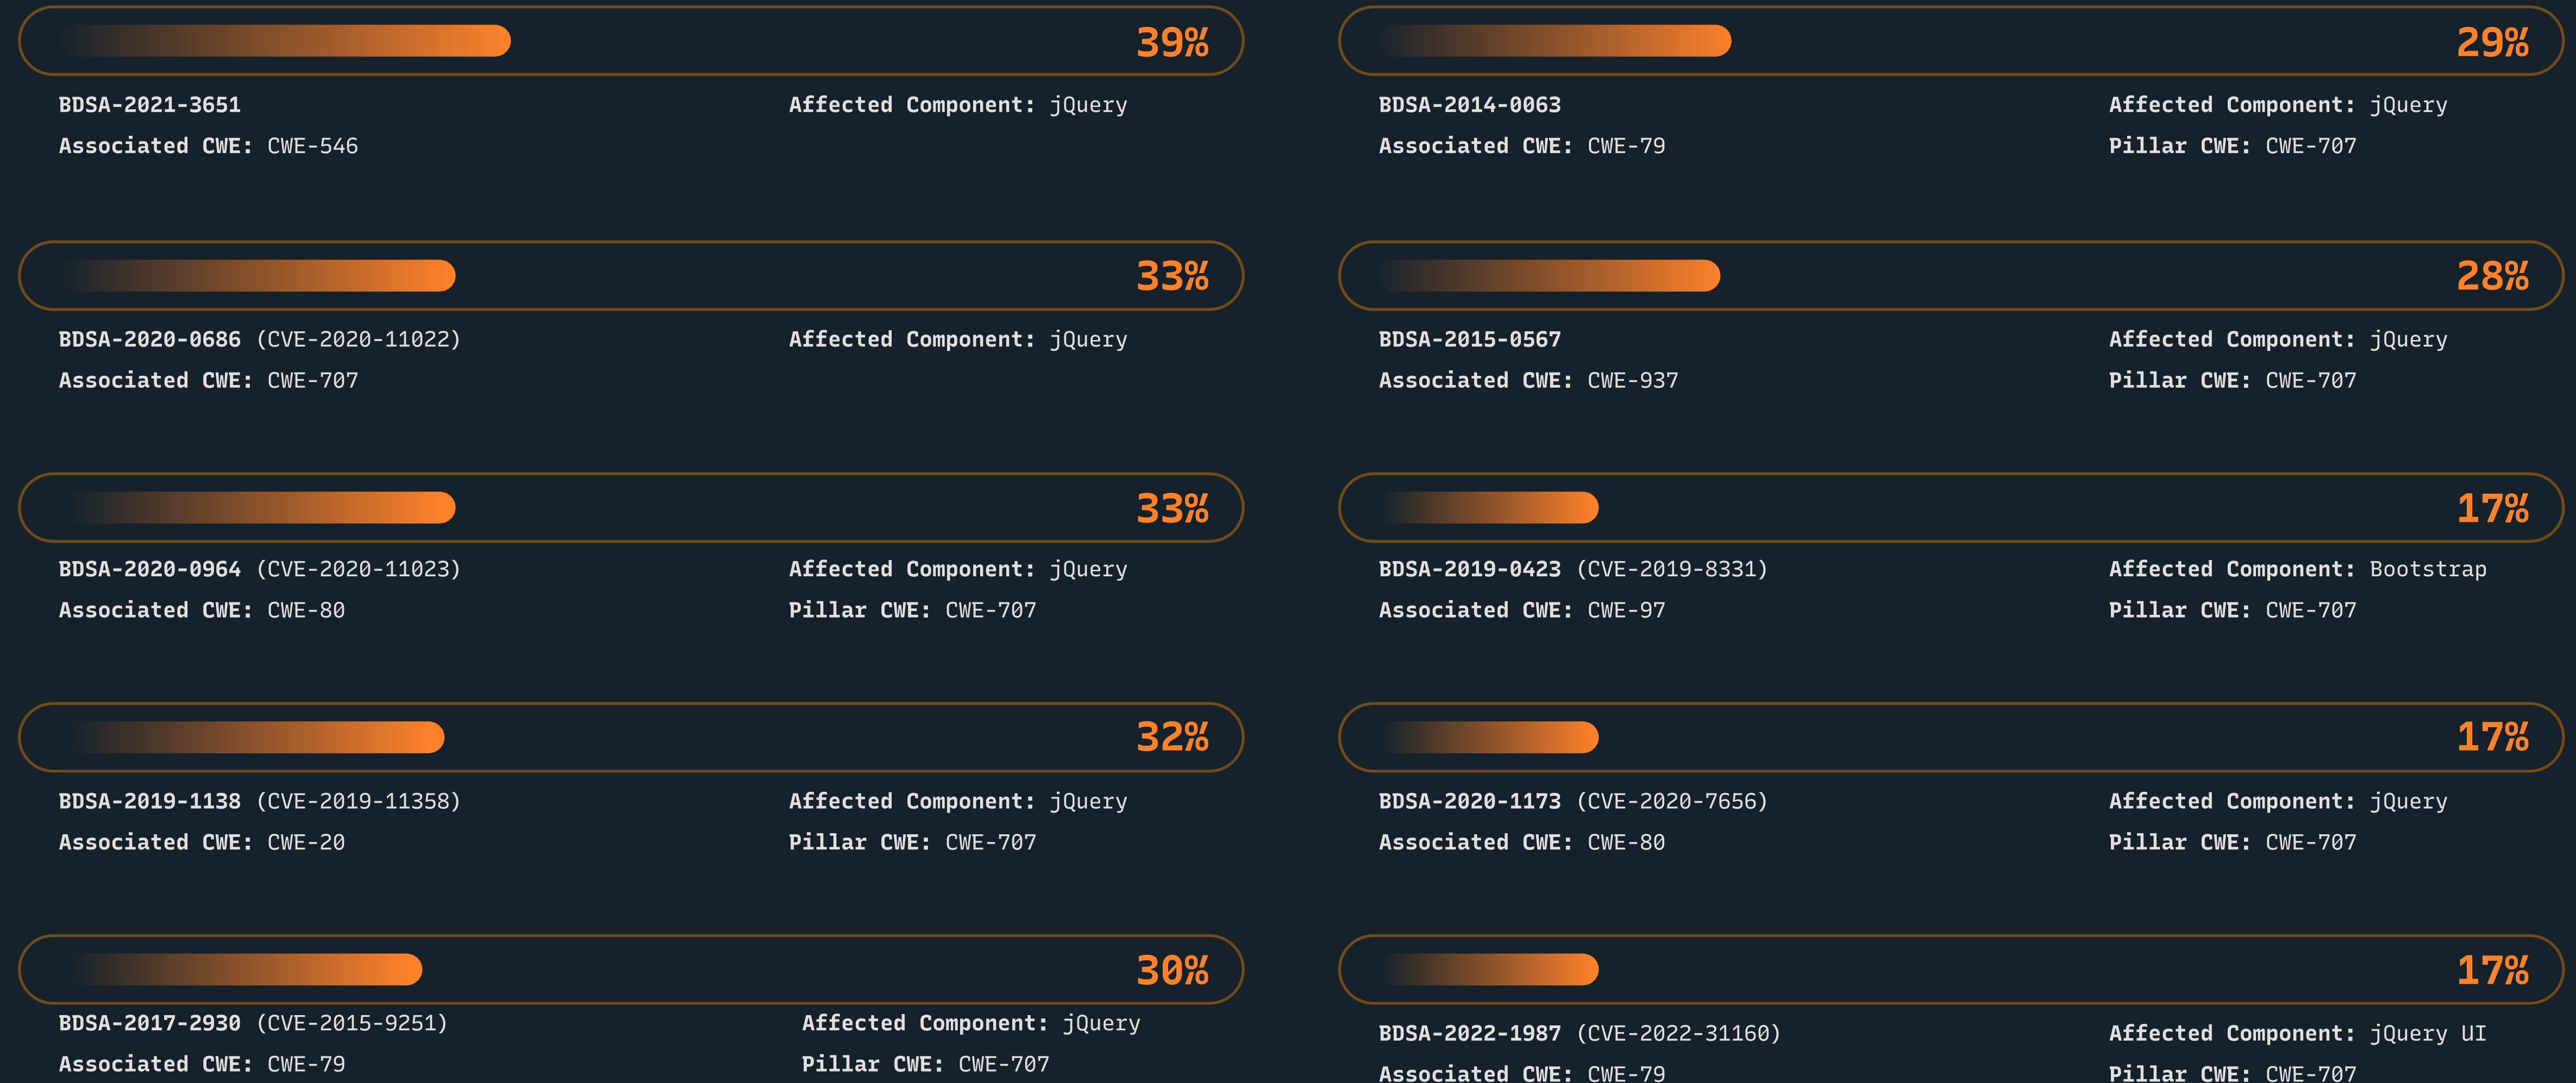 39%
BDSA-2021-3651
Affected Component: jQuery
Associated CWE: CWE-546
33%
BDSA-2020-0686 (CVE-2020-11022)
Affected Component: jQuery
Associated CWE: CWE-707
33%
BDSA-2020-0964 (CVE-2020-11023)
Affected Component: jQuery
Associated CWE: CWE-80
Pillar CWE: CWE-707
32%
BDSA-2019-1138 (CVE-2019-11358)
Affected Component: jQuery
Associated CWE: CWE-20
Pillar CWE: CWE-707
30%
BDSA-2017-2930 (CVE-2015-9251)
Affected Component: jQuery
Associated CWE: CWE-79
Pillar CWE: CWE-707
29%
BDSA-2014-0063
Affected Component: jQuery
Associated CWE: CWE-79
Pillar CWE: CWE-707
28%
BDSA-2015-0567
Affected Component: jQuery
Associated CWE: CWE-937
Pillar CWE: CWE-707
17%
BDSA-2019-0423 (CVE-2019-8331)
Affected Component: Bootstrap
Associated CWE: CWE-97
Pillar CWE: CWE-707
17%
BDSA-2020-1173 (CVE-2020-7656)
Affected Component: jQuery
Associated CWE: CWE-80
Pillar CWE: CWE-707
17%
BDSA-2022-1987 (CVE-2022-31160)
Affected Component: jQuery UI
Associated CWE: CWE-79
Pillar CWE: CWE-707